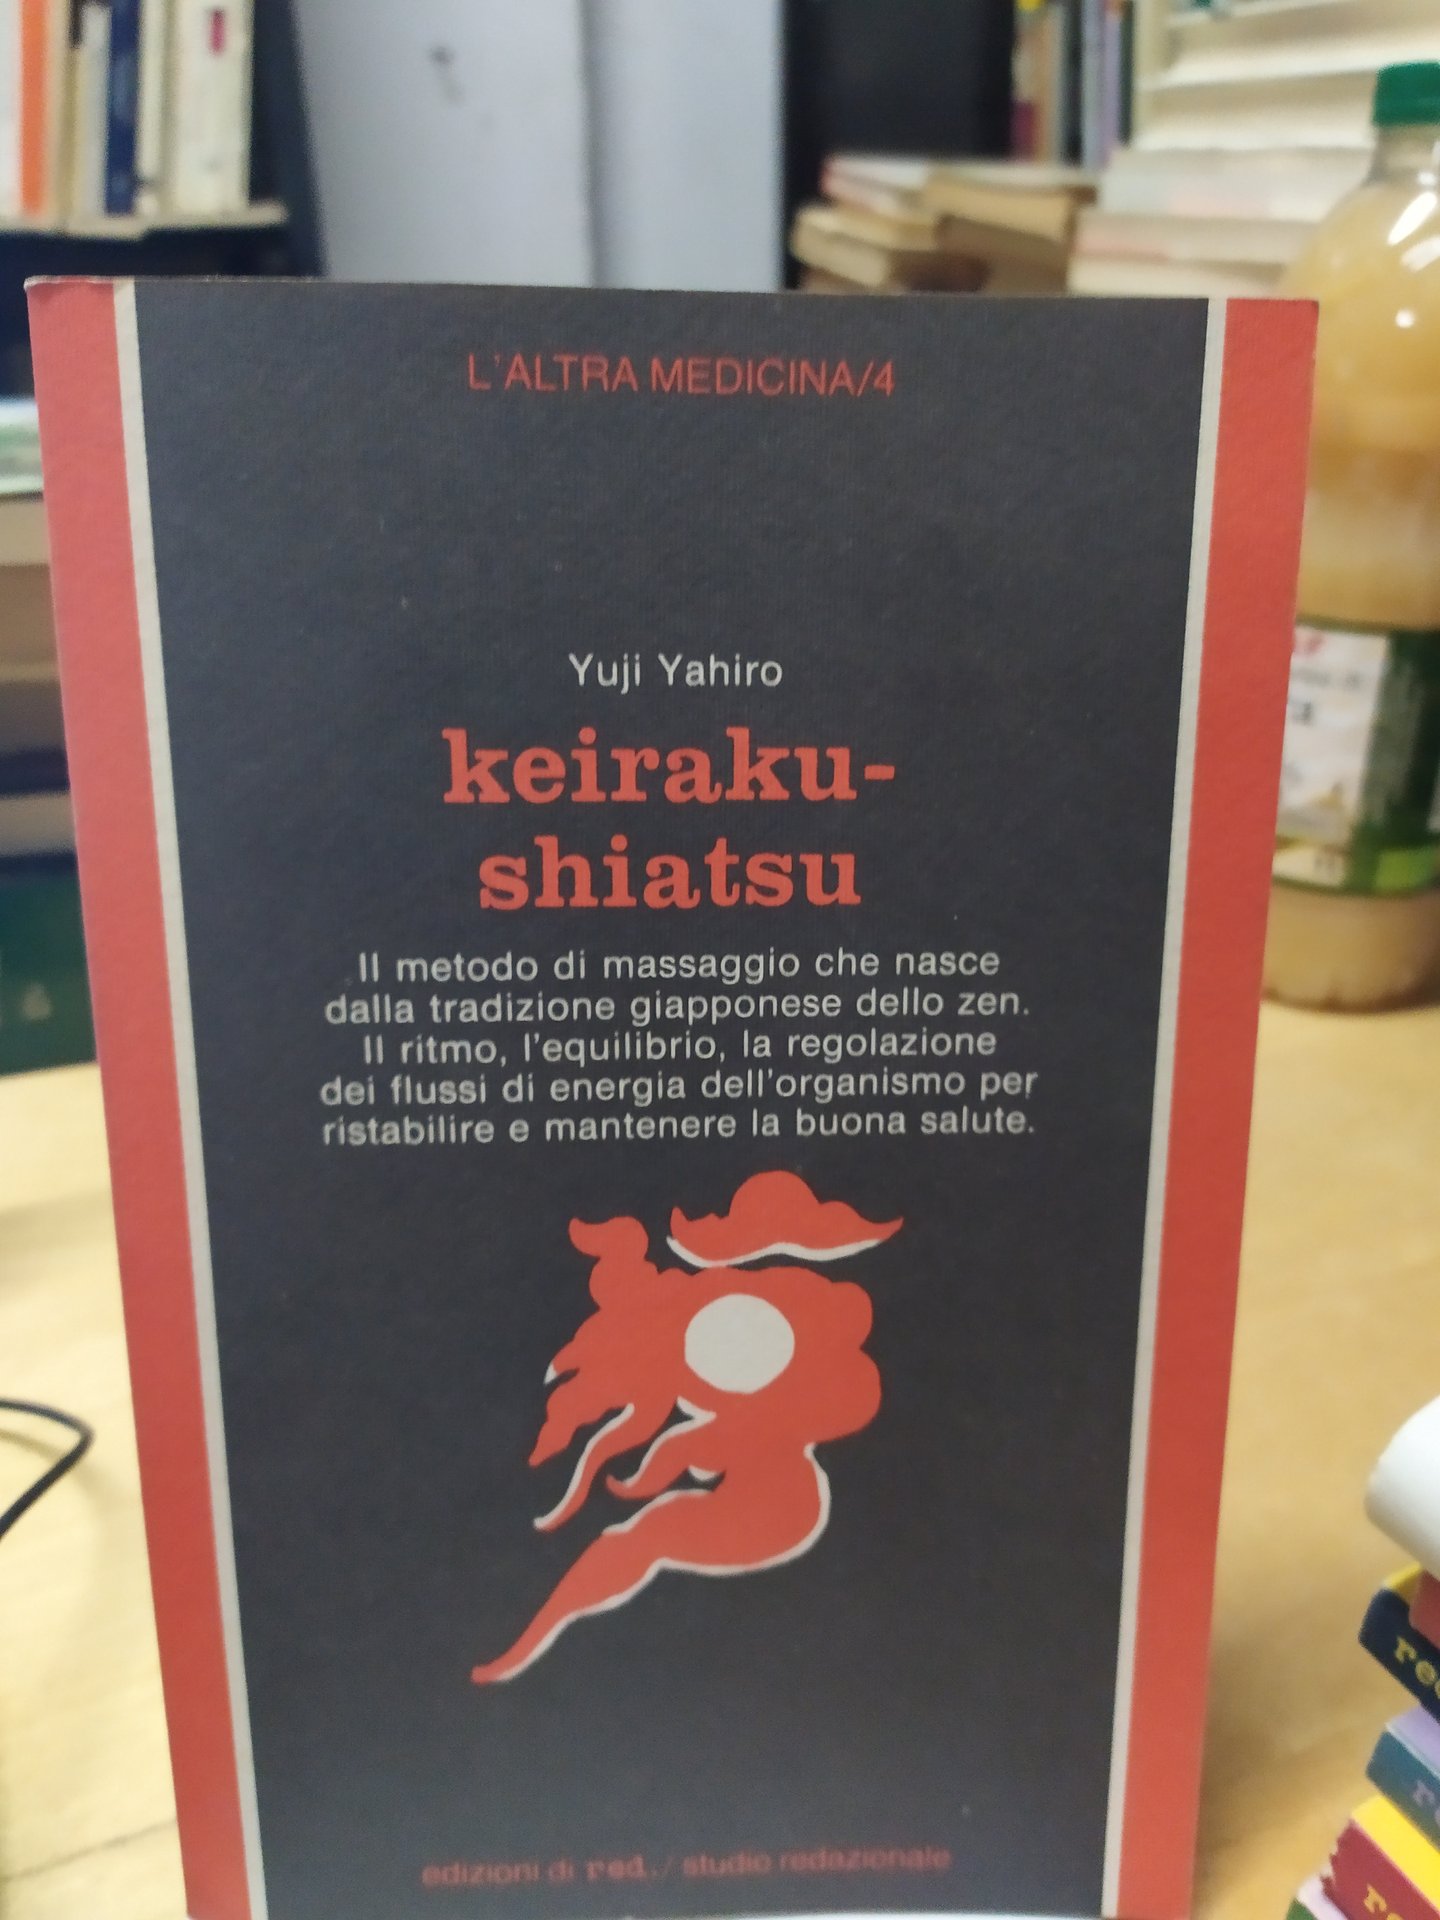 L'ALTRA MEDICINA/4
Yuji Yahiro
keiraku-
shiatsu
Il metodo di massaggio che nasce
dalla tradizione giapponese dello zen.
Il ritmo, l'equilibrio, la regolazione
dei flussi di energia dell'organismo per
ristabilire e mantenere la buona salute.
edizioni di red./studio redazionale